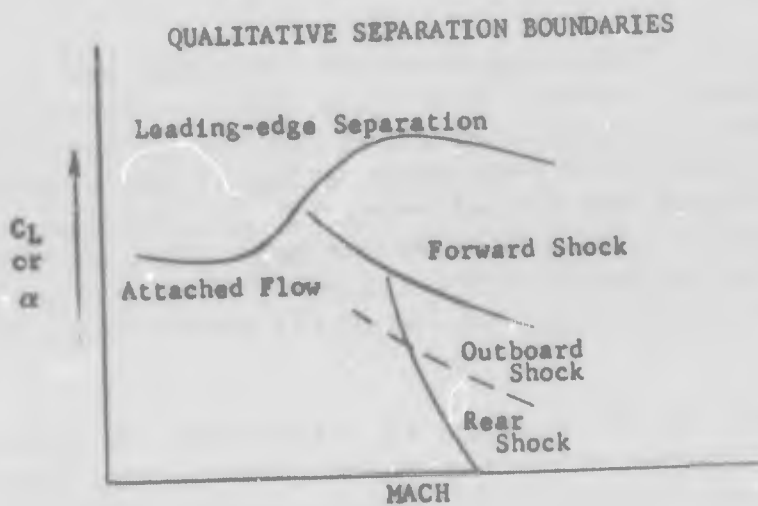 QUALITATIVE SEPARATION BOUNDARIES
Leading-edge Separation
CL
or
α
Forward Shock
Attached Flow
Outboard
Shock
Rear
Shock
MACH